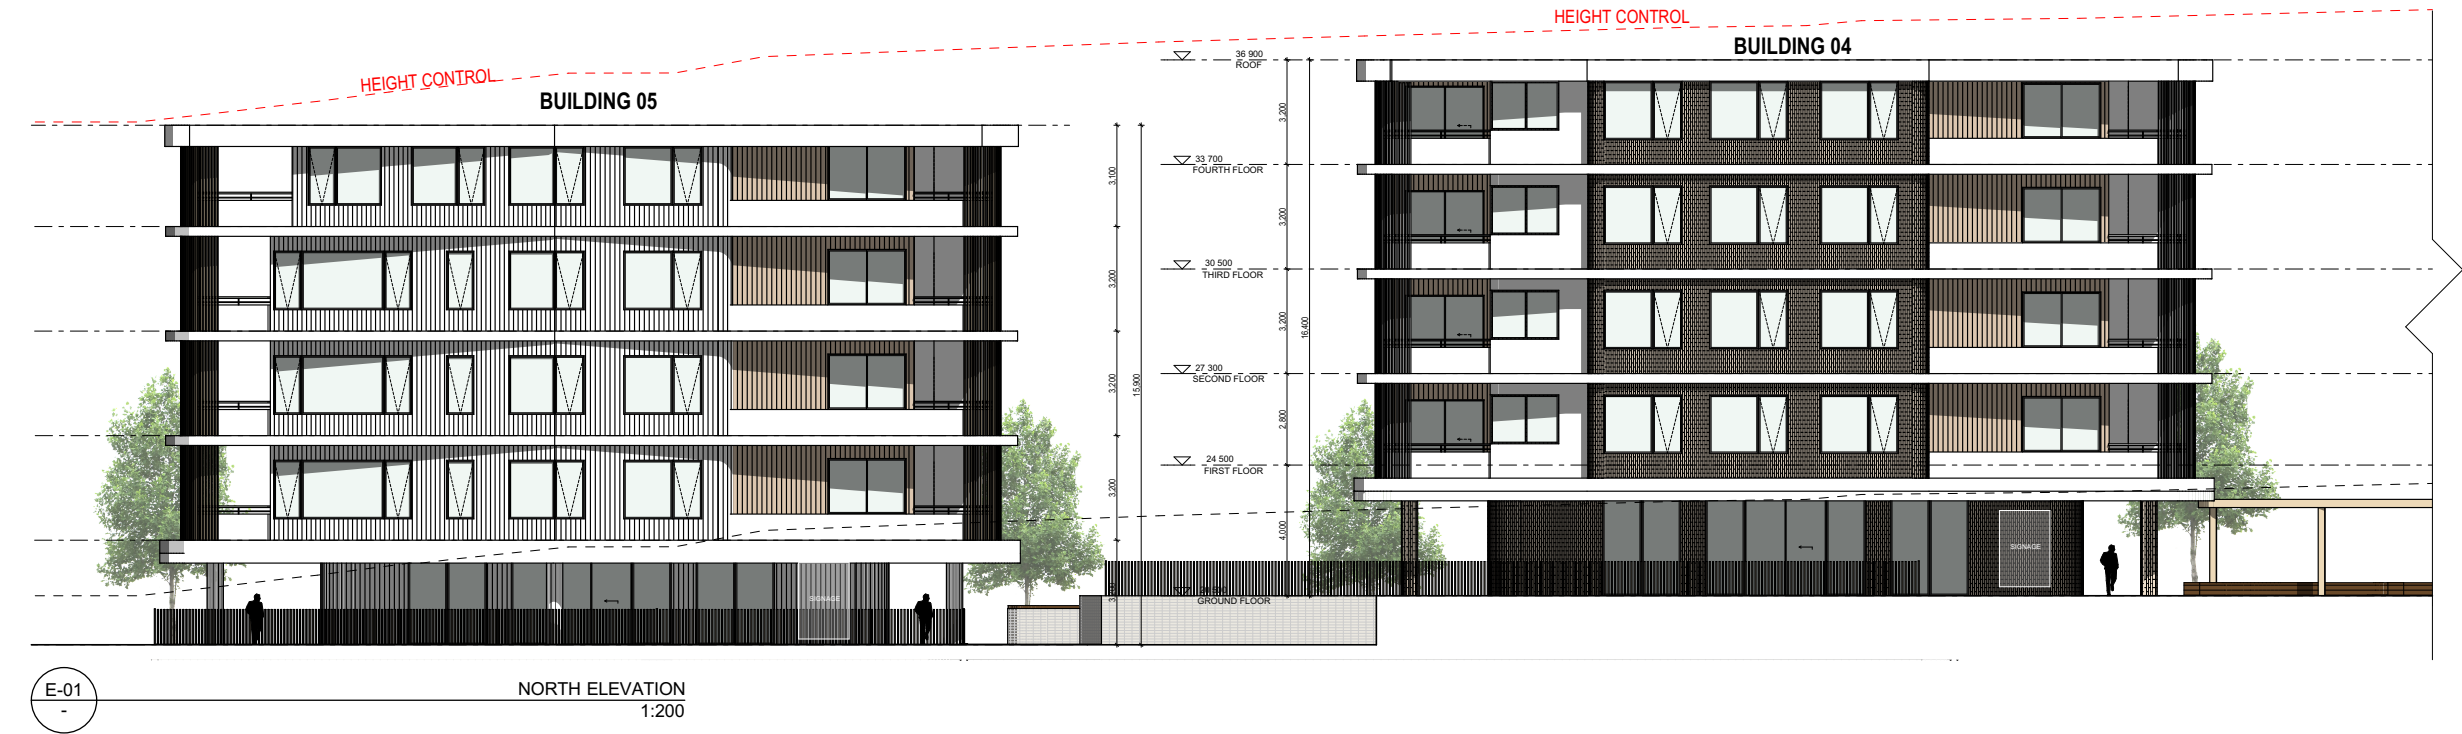 HEIGHT CONTROL
BUILDING 04
36 900
ROOF
HEIGHT CONTROL
BUILDING 05
3,200
3,100
33 700
FOURTH FLOOR
3,200
30 500
THIRD FLOOR
3,200
3,200
16,400
27 300
SECOND FLOOR
3,200
15,900
2,800
24 500
FIRST FLOOR
3,200
4,000
SIGNAGE
SIGNAGE
GROUND FLOOR
E-01
-
NORTH ELEVATION
1:200